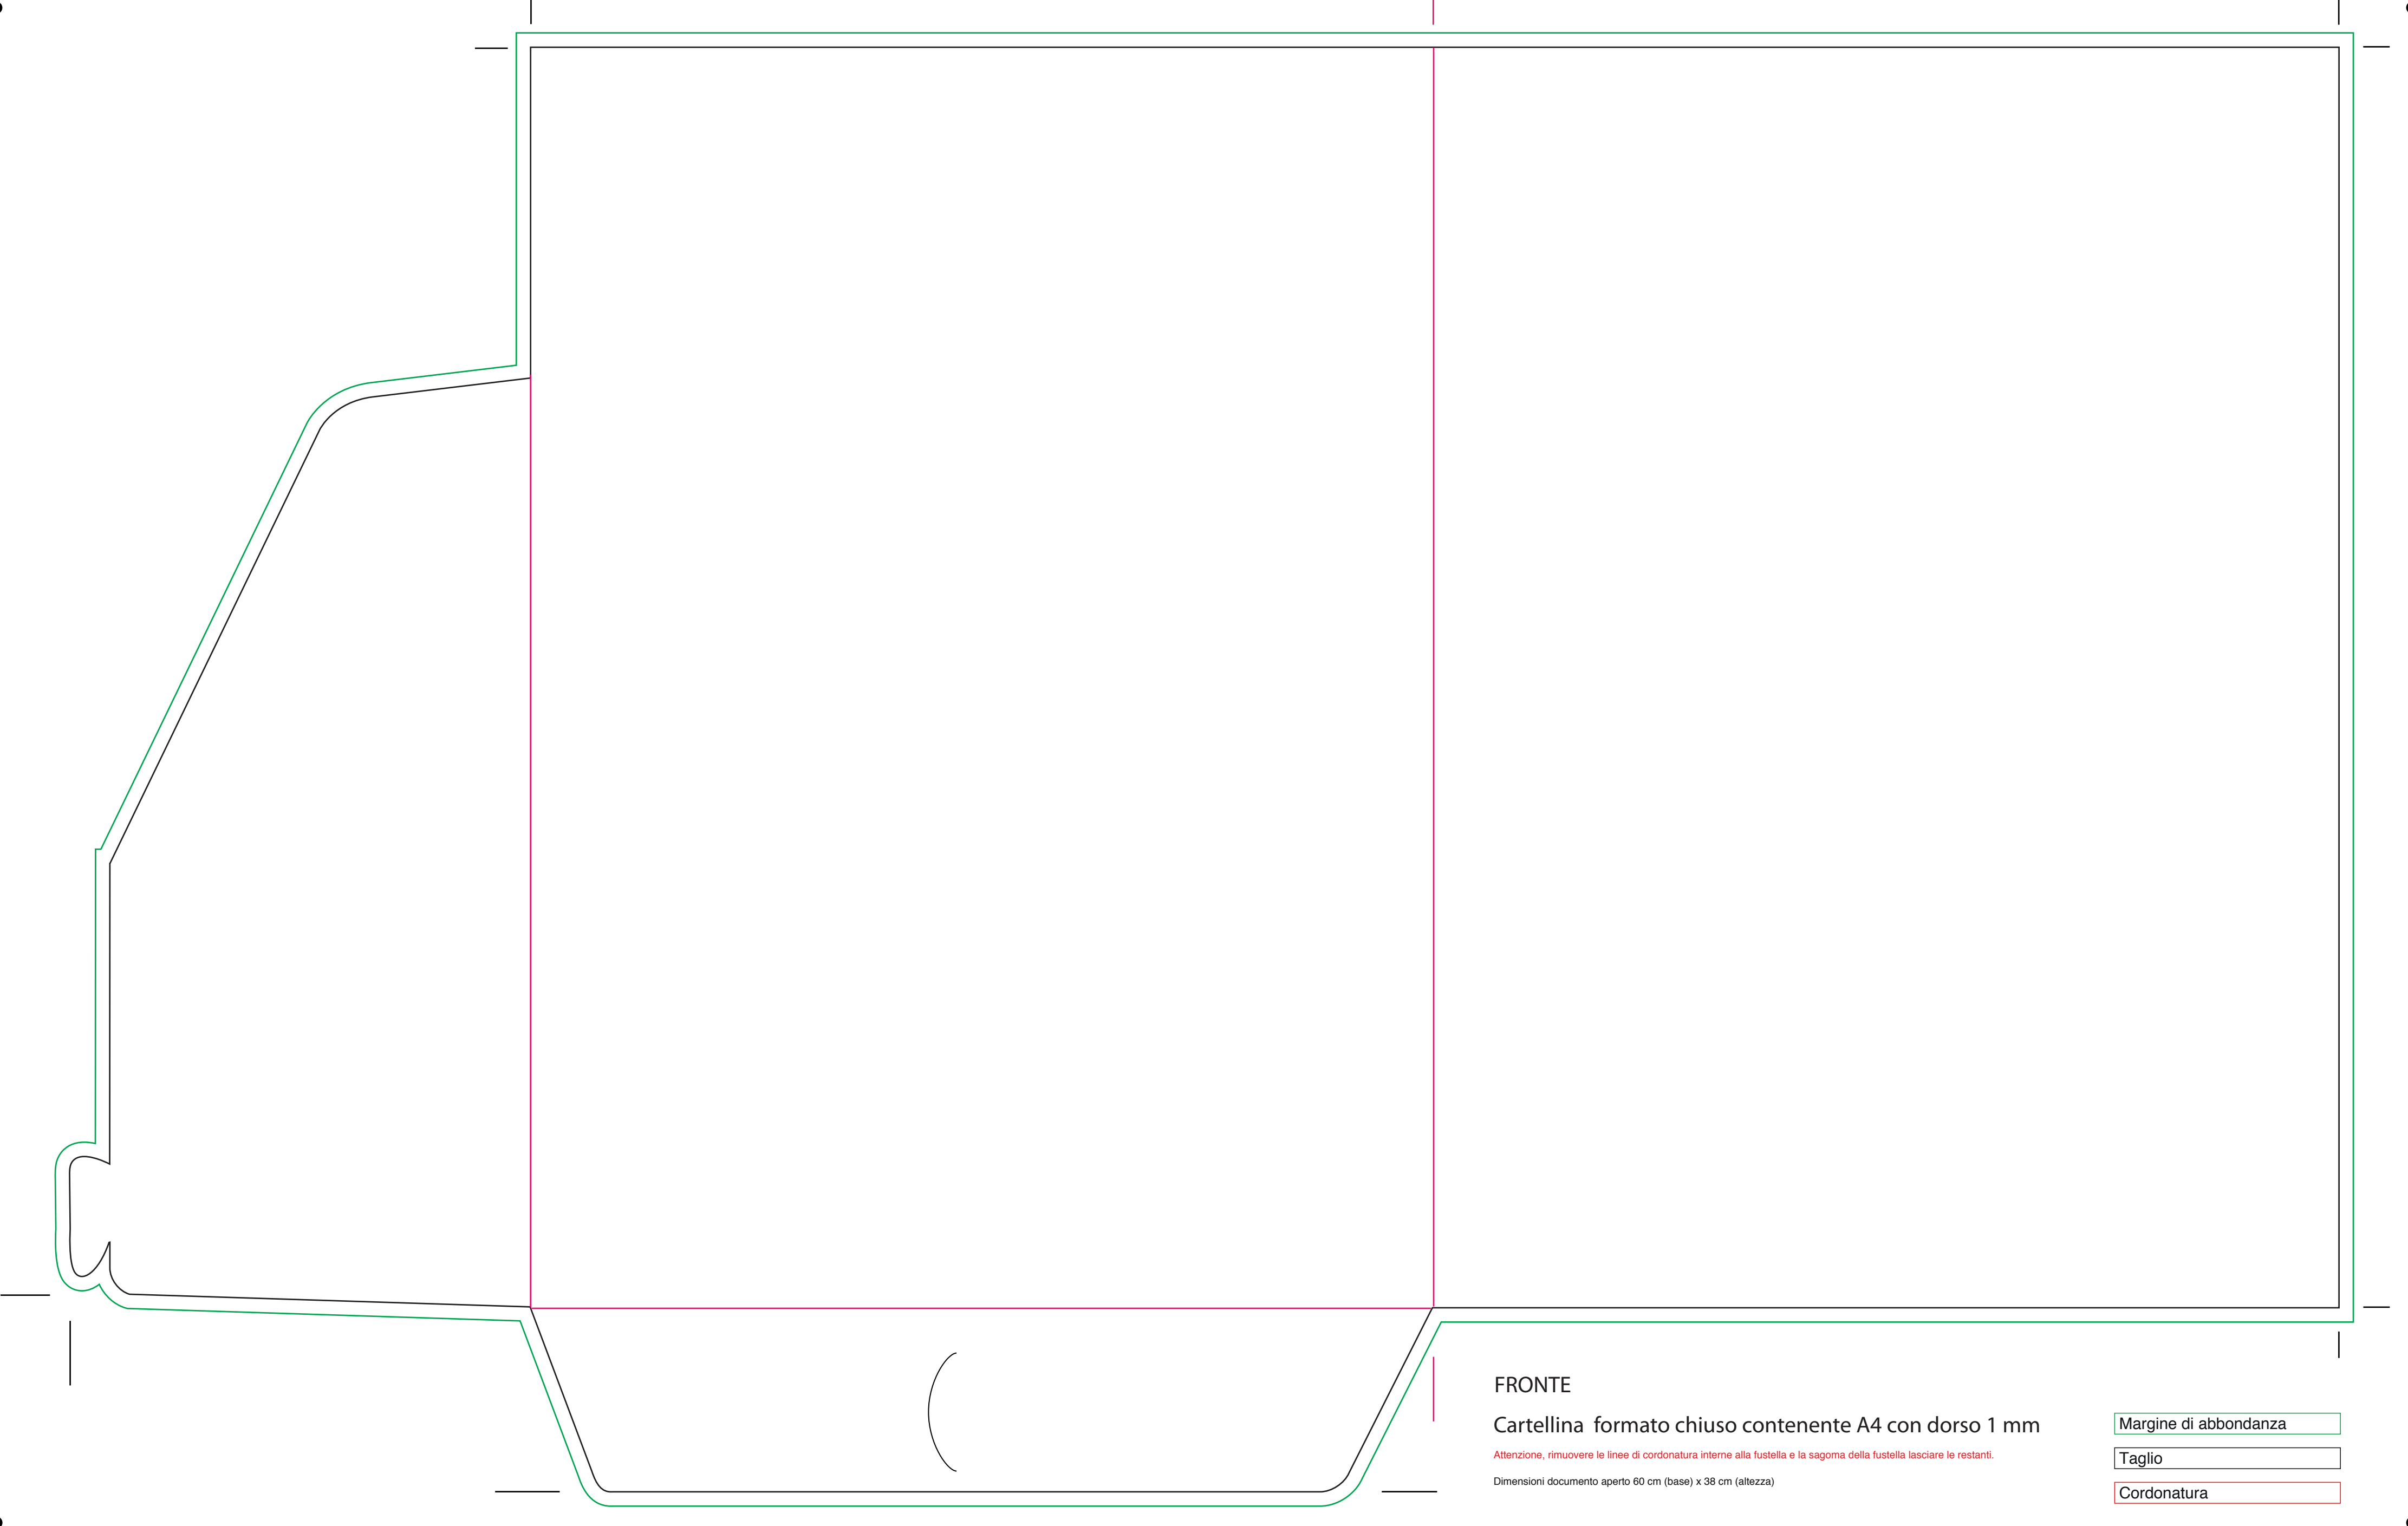 FRONTE
Cartellina formato chiuso contenente A4 con dorso 1 mm
Attenzione, rimuovere le linee di cordonatura interne alla fustella e la sagoma della fustella lasciare le restanti.
Dimensioni documento aperto 60 cm (base) x 38 cm (altezza)
Margine di abbondanza
Taglio
Cordonatura